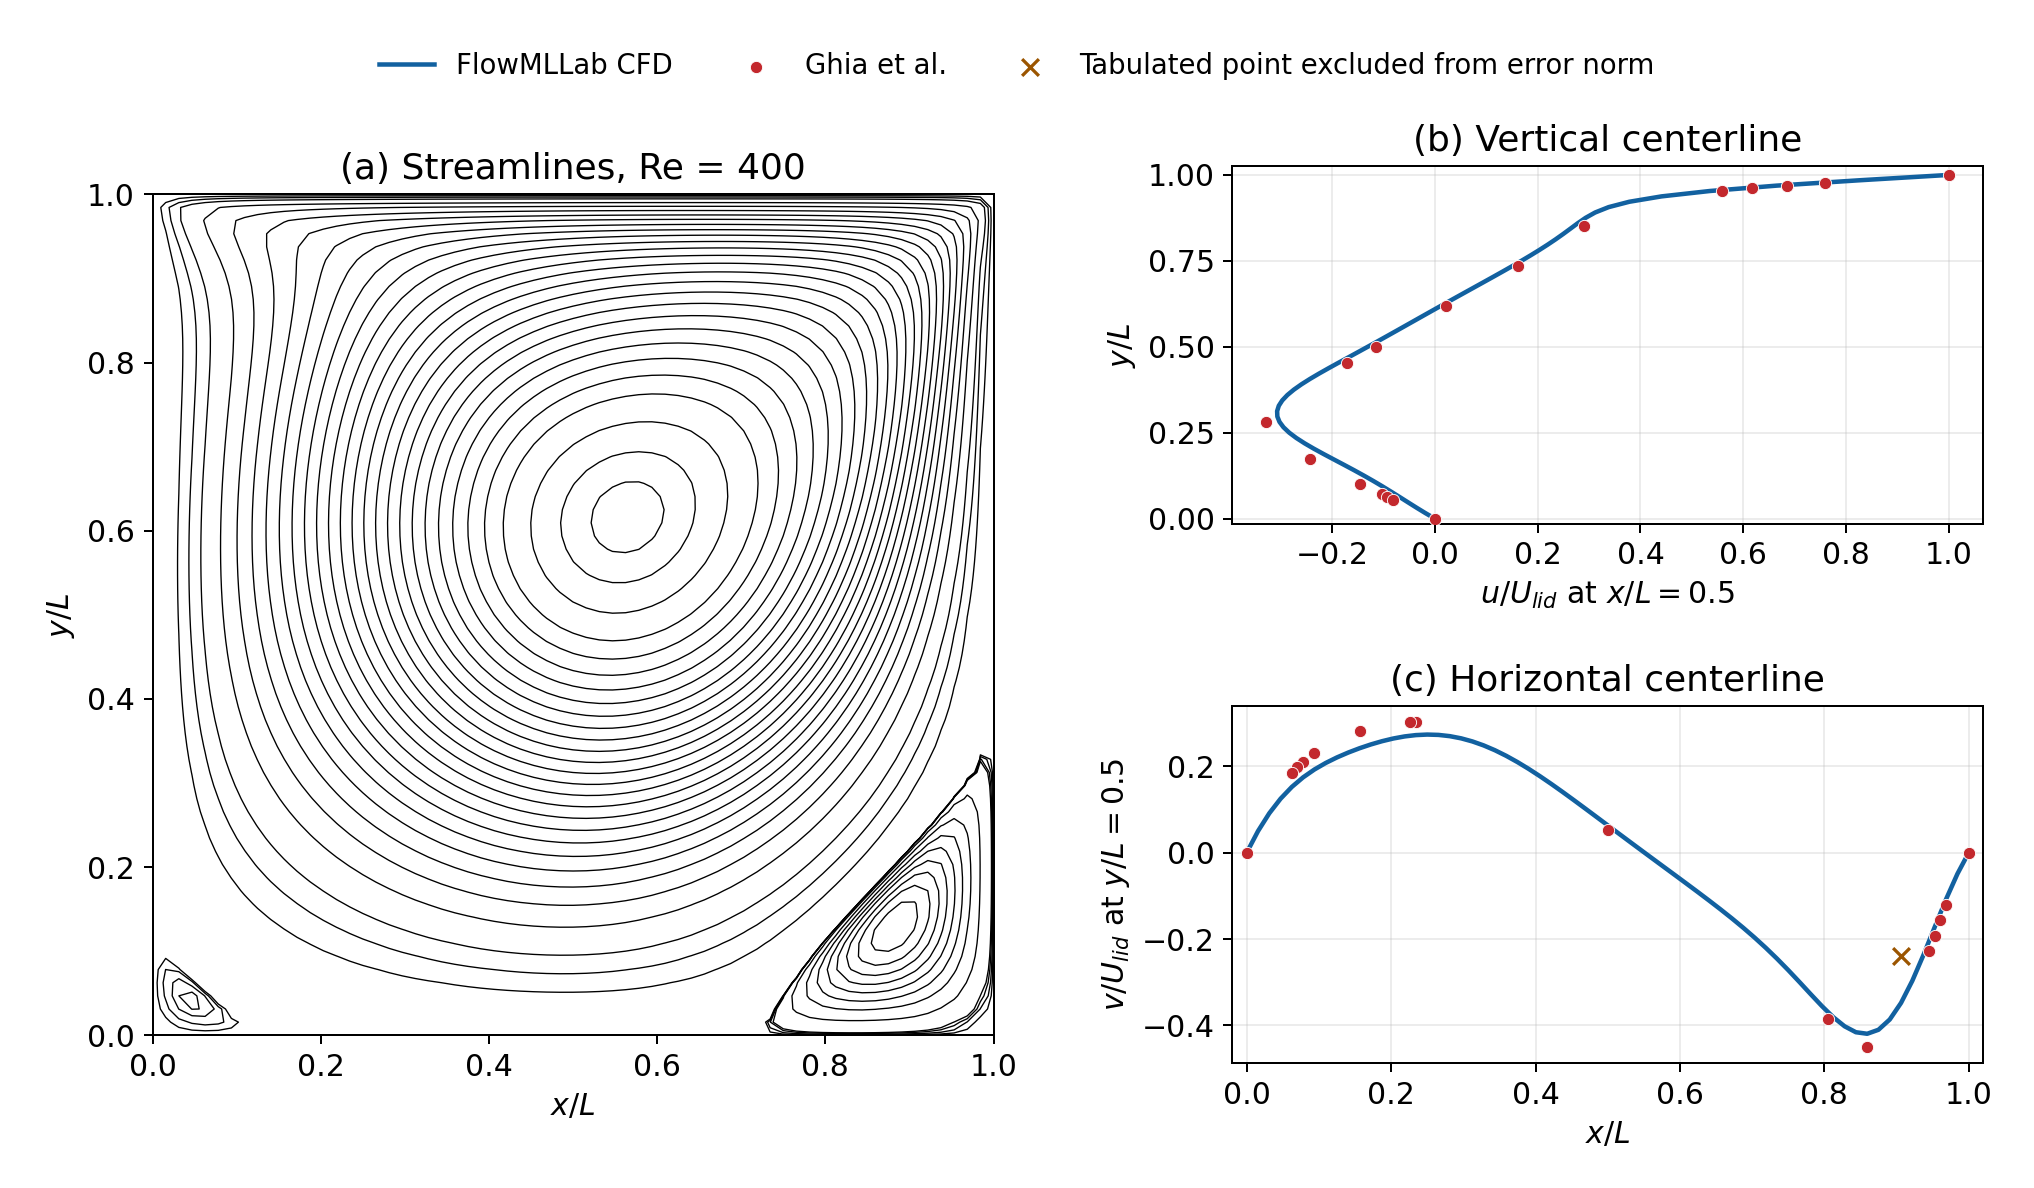 FlowMLLab CFD
Ghia et al.
Tabulated point excluded from error norm
(a) Streamlines, Re = 400
1.0
0.8
0.6
0.4
0.2
0.0
y/L
0.0 0.2 0.4 0.6 0.8 1.0
x/L
(b) Vertical centerline
1.00
0.75
0.50
0.25
0.00
y/L
−0.2 0.0 0.2 0.4 0.6 0.8 1.0
u/U_lid at x/L = 0.5
(c) Horizontal centerline
0.2
0.0
−0.2
−0.4
v/U_lid at y/L = 0.5
0.0 0.2 0.4 0.6 0.8 1.0
x/L